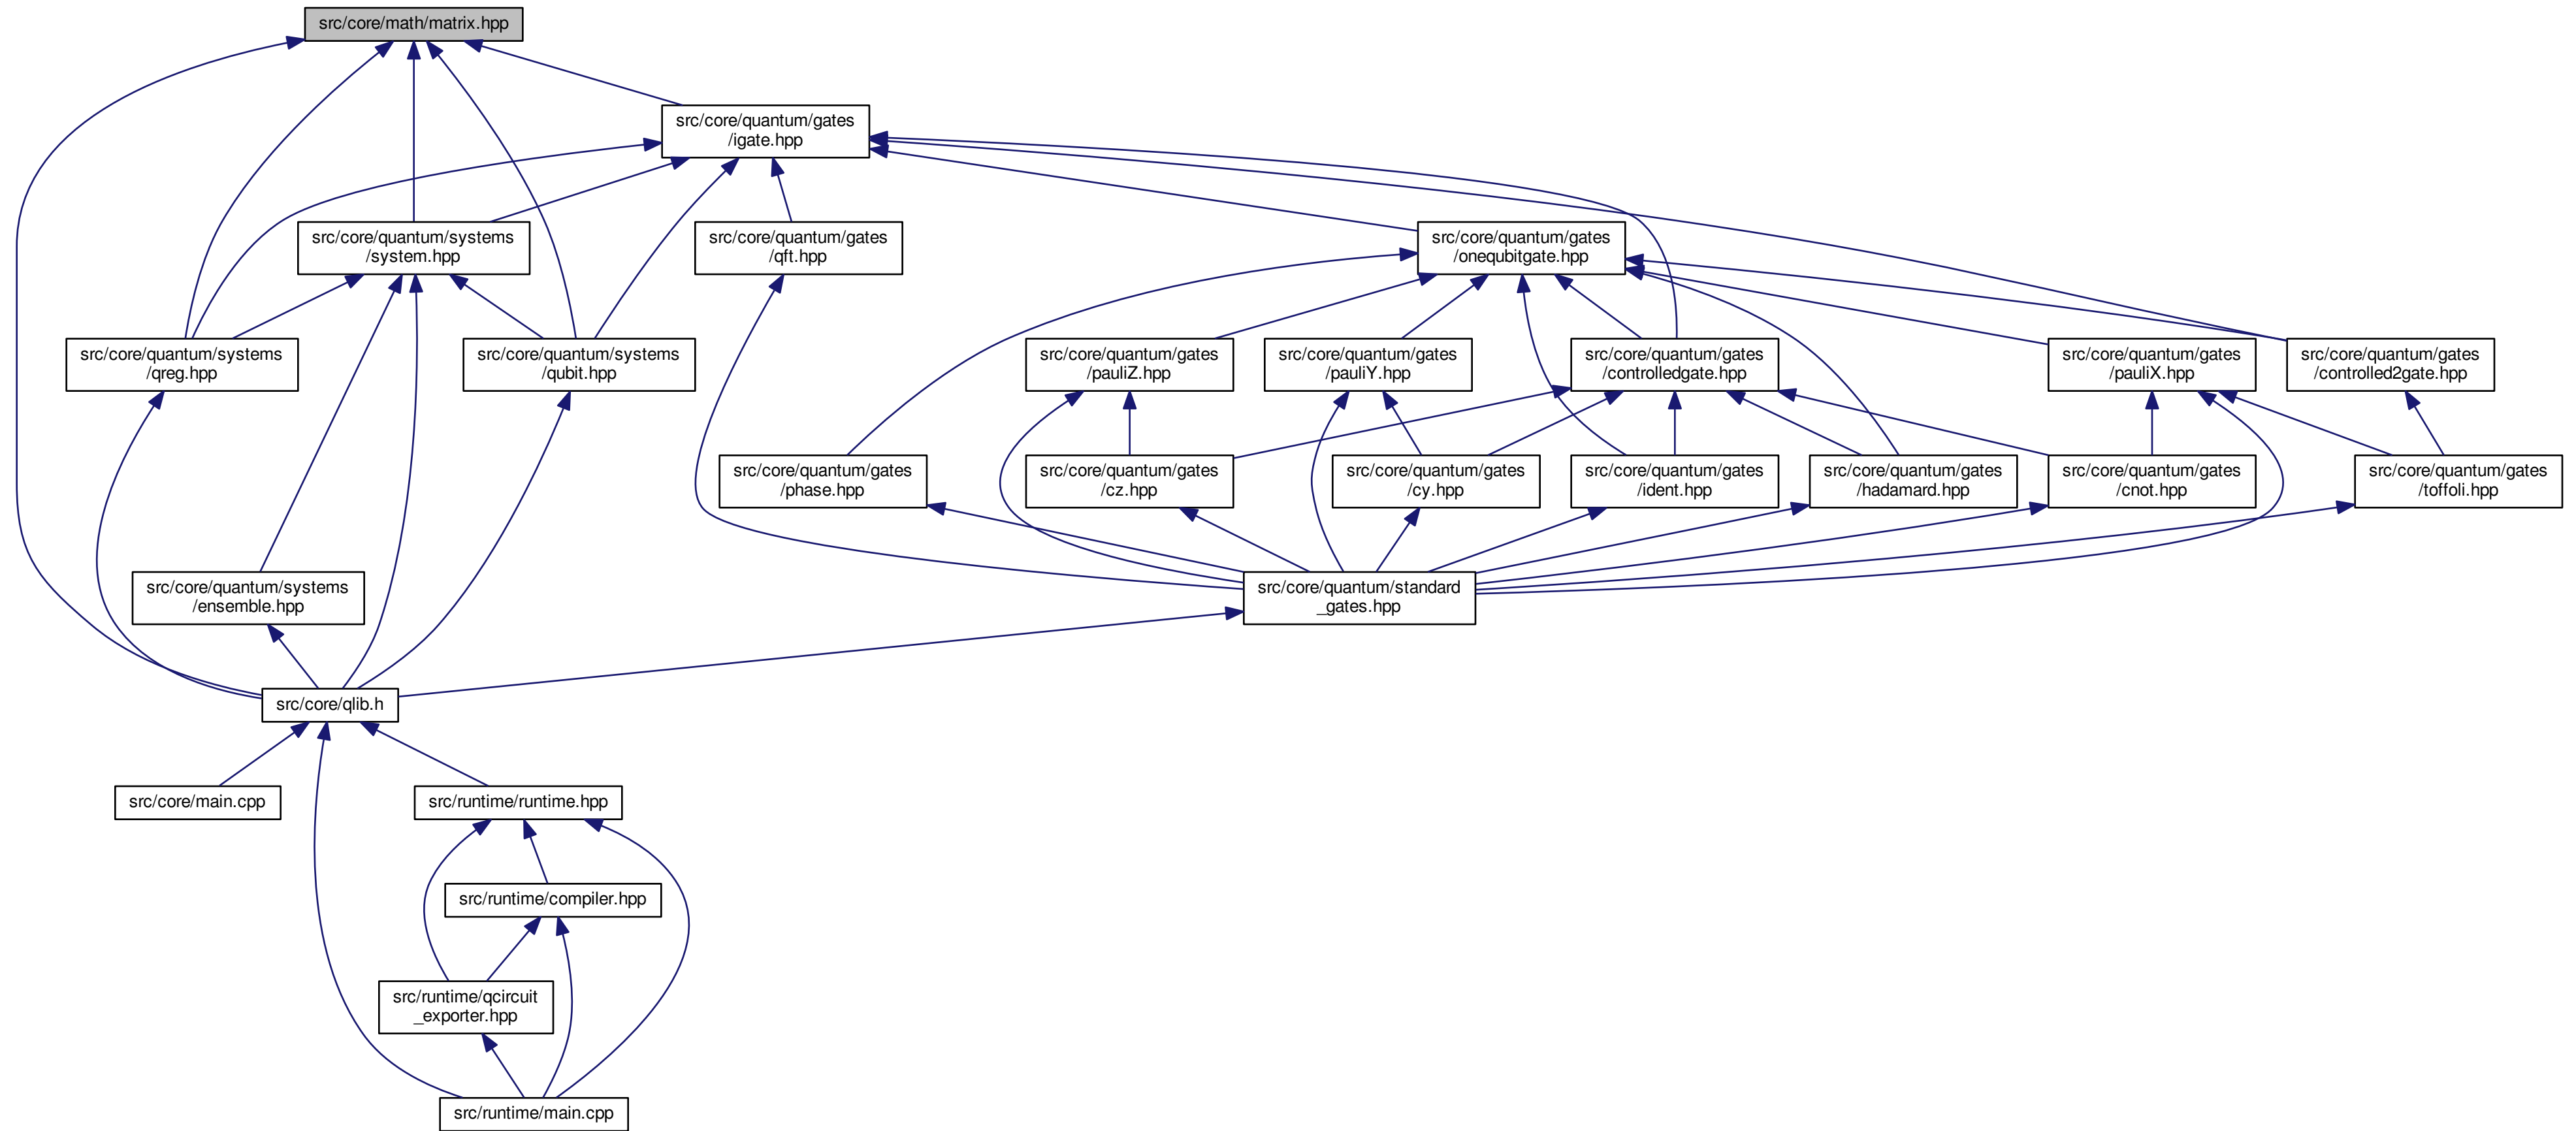 src/core/math/matrix.hpp
src/core/quantum/gates
/igate.hpp
src/core/quantum/systems
/system.hpp
src/core/quantum/gates
/qft.hpp
src/core/quantum/gates
/onequbitgate.hpp
src/core/quantum/systems
/qreg.hpp
src/core/quantum/systems
/qubit.hpp
src/core/quantum/gates
/pauliZ.hpp
src/core/quantum/gates
/pauliY.hpp
src/core/quantum/gates
/controlledgate.hpp
src/core/quantum/gates
/pauliX.hpp
src/core/quantum/gates
/controlled2gate.hpp
src/core/quantum/gates
/phase.hpp
src/core/quantum/gates
/cz.hpp
src/core/quantum/gates
/cy.hpp
src/core/quantum/gates
/ident.hpp
src/core/quantum/gates
/hadamard.hpp
src/core/quantum/gates
/cnot.hpp
src/core/quantum/gates
/toffoli.hpp
src/core/quantum/systems
/ensemble.hpp
src/core/quantum/standard
_gates.hpp
src/core/qlib.h
src/core/main.cpp
src/runtime/runtime.hpp
src/runtime/compiler.hpp
src/runtime/qcircuit
_exporter.hpp
src/runtime/main.cpp